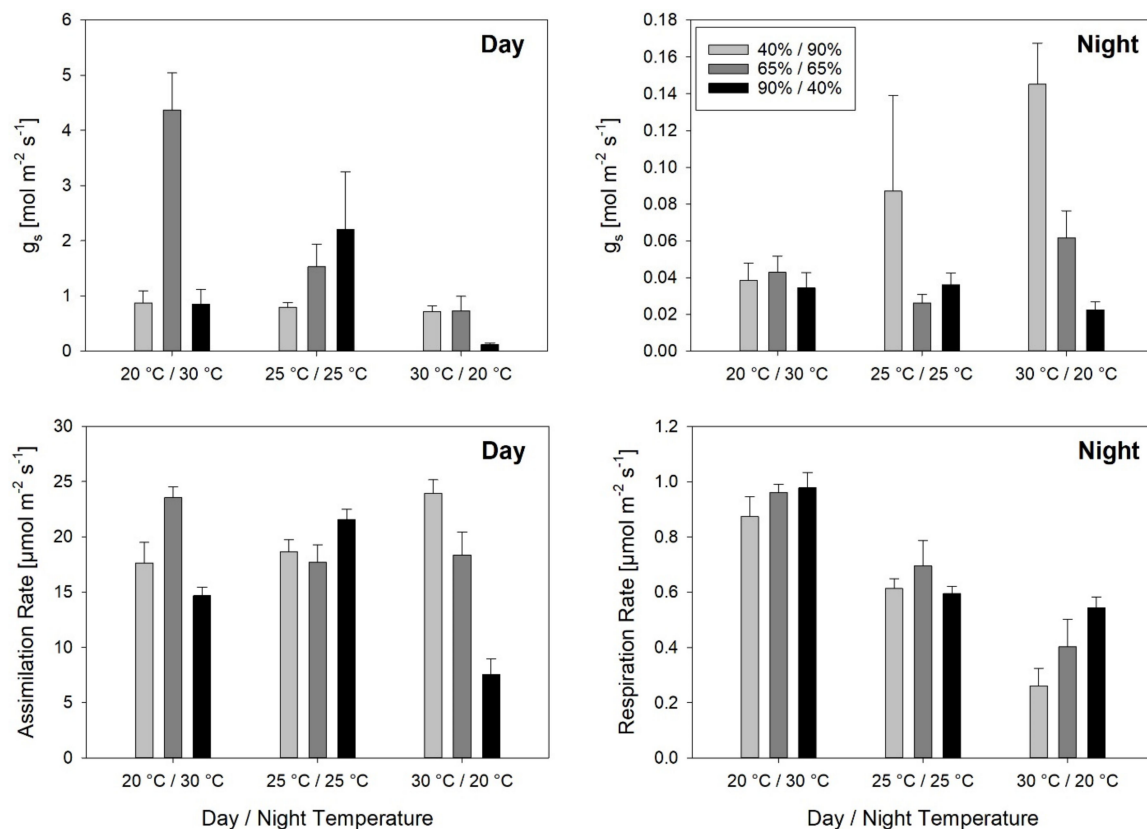 Day
6
5
4
3
2
1
0
gₛ [mol m⁻² s⁻¹]
20 °C / 30 °C
25 °C / 25 °C
30 °C / 20 °C
Night
40% / 90%
65% / 65%
90% / 40%
0.18
0.16
0.14
0.12
0.10
0.08
0.06
0.04
0.02
0.00
gₛ [mol m⁻² s⁻¹]
20 °C / 30 °C
25 °C / 25 °C
30 °C / 20 °C
Day
30
25
20
15
10
5
0
Assimilation Rate [µmol m⁻² s⁻¹]
20 °C / 30 °C
25 °C / 25 °C
30 °C / 20 °C
Day / Night Temperature
Night
1.2
1.0
0.8
0.6
0.4
0.2
0.0
Respiration Rate [µmol m⁻² s⁻¹]
20 °C / 30 °C
25 °C / 25 °C
30 °C / 20 °C
Day / Night Temperature